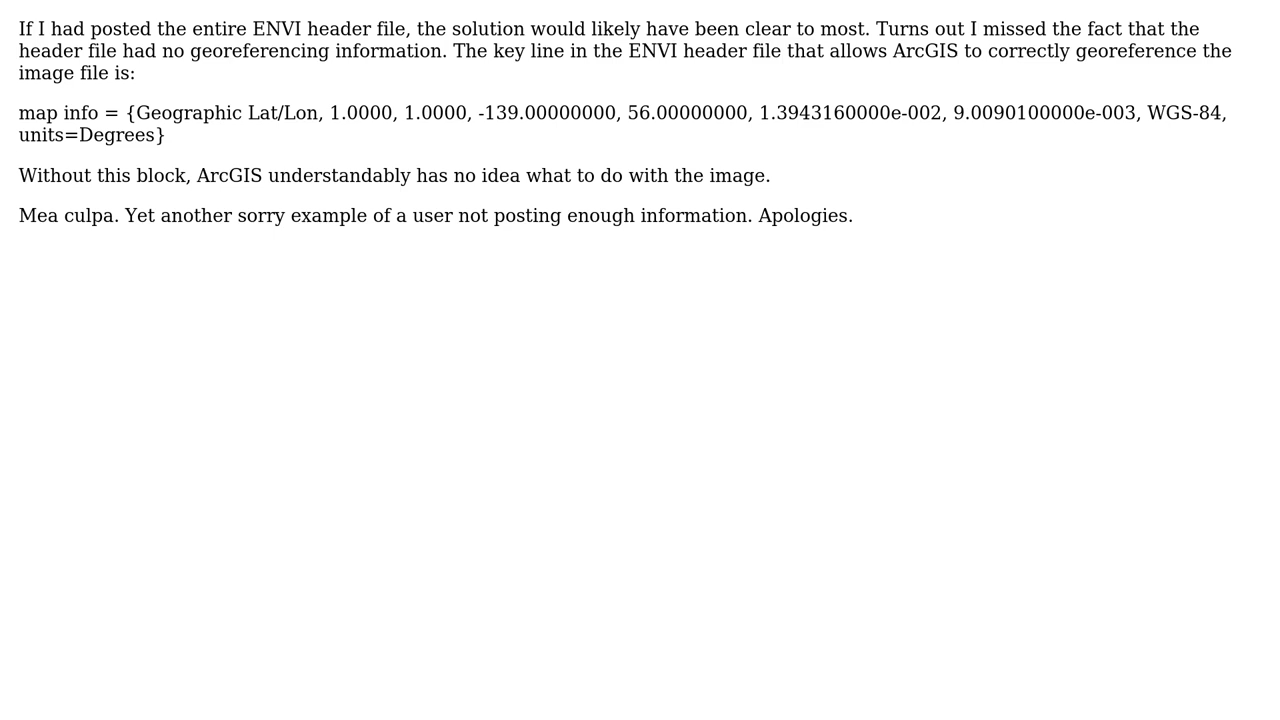 If I had posted the entire ENVI header file, the solution would likely have been clear to most. Turns out I missed the fact that the
header file had no georeferencing information. The key line in the ENVI header file that allows ArcGIS to correctly georeference the
image file is:
map info = {Geographic Lat/Lon, 1.0000, 1.0000, -139.00000000, 56.00000000, 1.3943160000e-002, 9.0090100000e-003, WGS-84,
units=Degrees}
Without this block, ArcGIS understandably has no idea what to do with the image.
Mea culpa. Yet another sorry example of a user not posting enough information. Apologies.